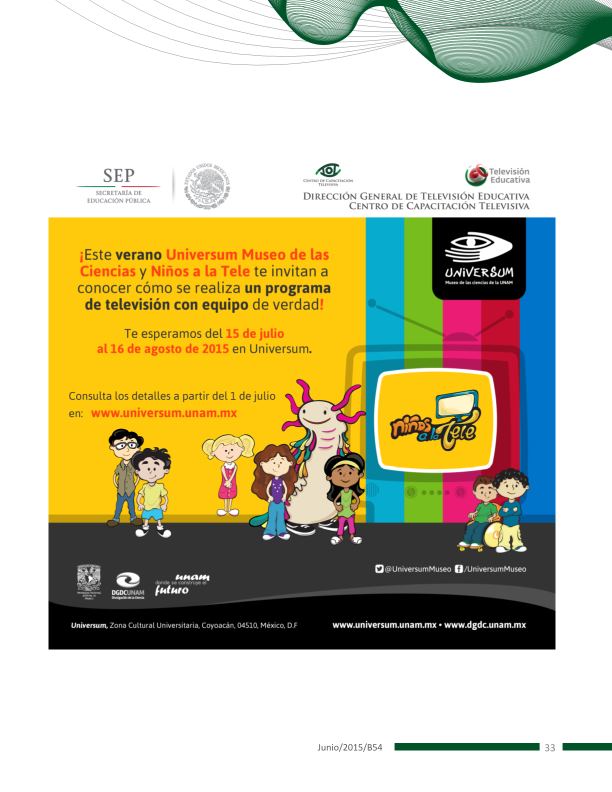 SEP
SECRETARÍA DE
EDUCACIÓN PÚBLICA
ESTADOS UNIDOS MEXICANOS
CENTRO DE CAPACITACIÓN
TELEVISIVA
Televisión
Educativa
DIRECCIÓN GENERAL DE TELEVISIÓN EDUCATIVA
CENTRO DE CAPACITACIÓN TELEVISIVA
¡Este verano Universum Museo de las
Ciencias y Niños a la Tele te invitan a
conocer cómo se realiza un programa
de televisión con equipo de verdad!
Te esperamos del 15 de julio
al 16 de agosto de 2015 en Universum.
Consulta los detalles a partir del 1 de julio
en: www.universum.unam.mx
UNIVERSUM
Museo de las ciencias de la UNAM
niños
a la Tele
@UniversumMuseo /UniversumMuseo
DGDCUNAM
Divulgación de la Ciencia
unam
donde se construye el
futuro
Universum, Zona Cultural Universitaria, Coyoacán, 04510, México, D.F
www.universum.unam.mx • www.dgdc.unam.mx
Junio/2015/B54
33